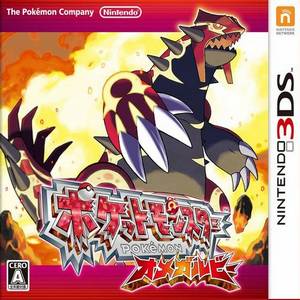 The Pokémon Company
Nintendo
NINTENDO
NETWORK
NINTENDO 3DS
ポケットモンスター
POKÉMON
オメガルビー
CERO
A